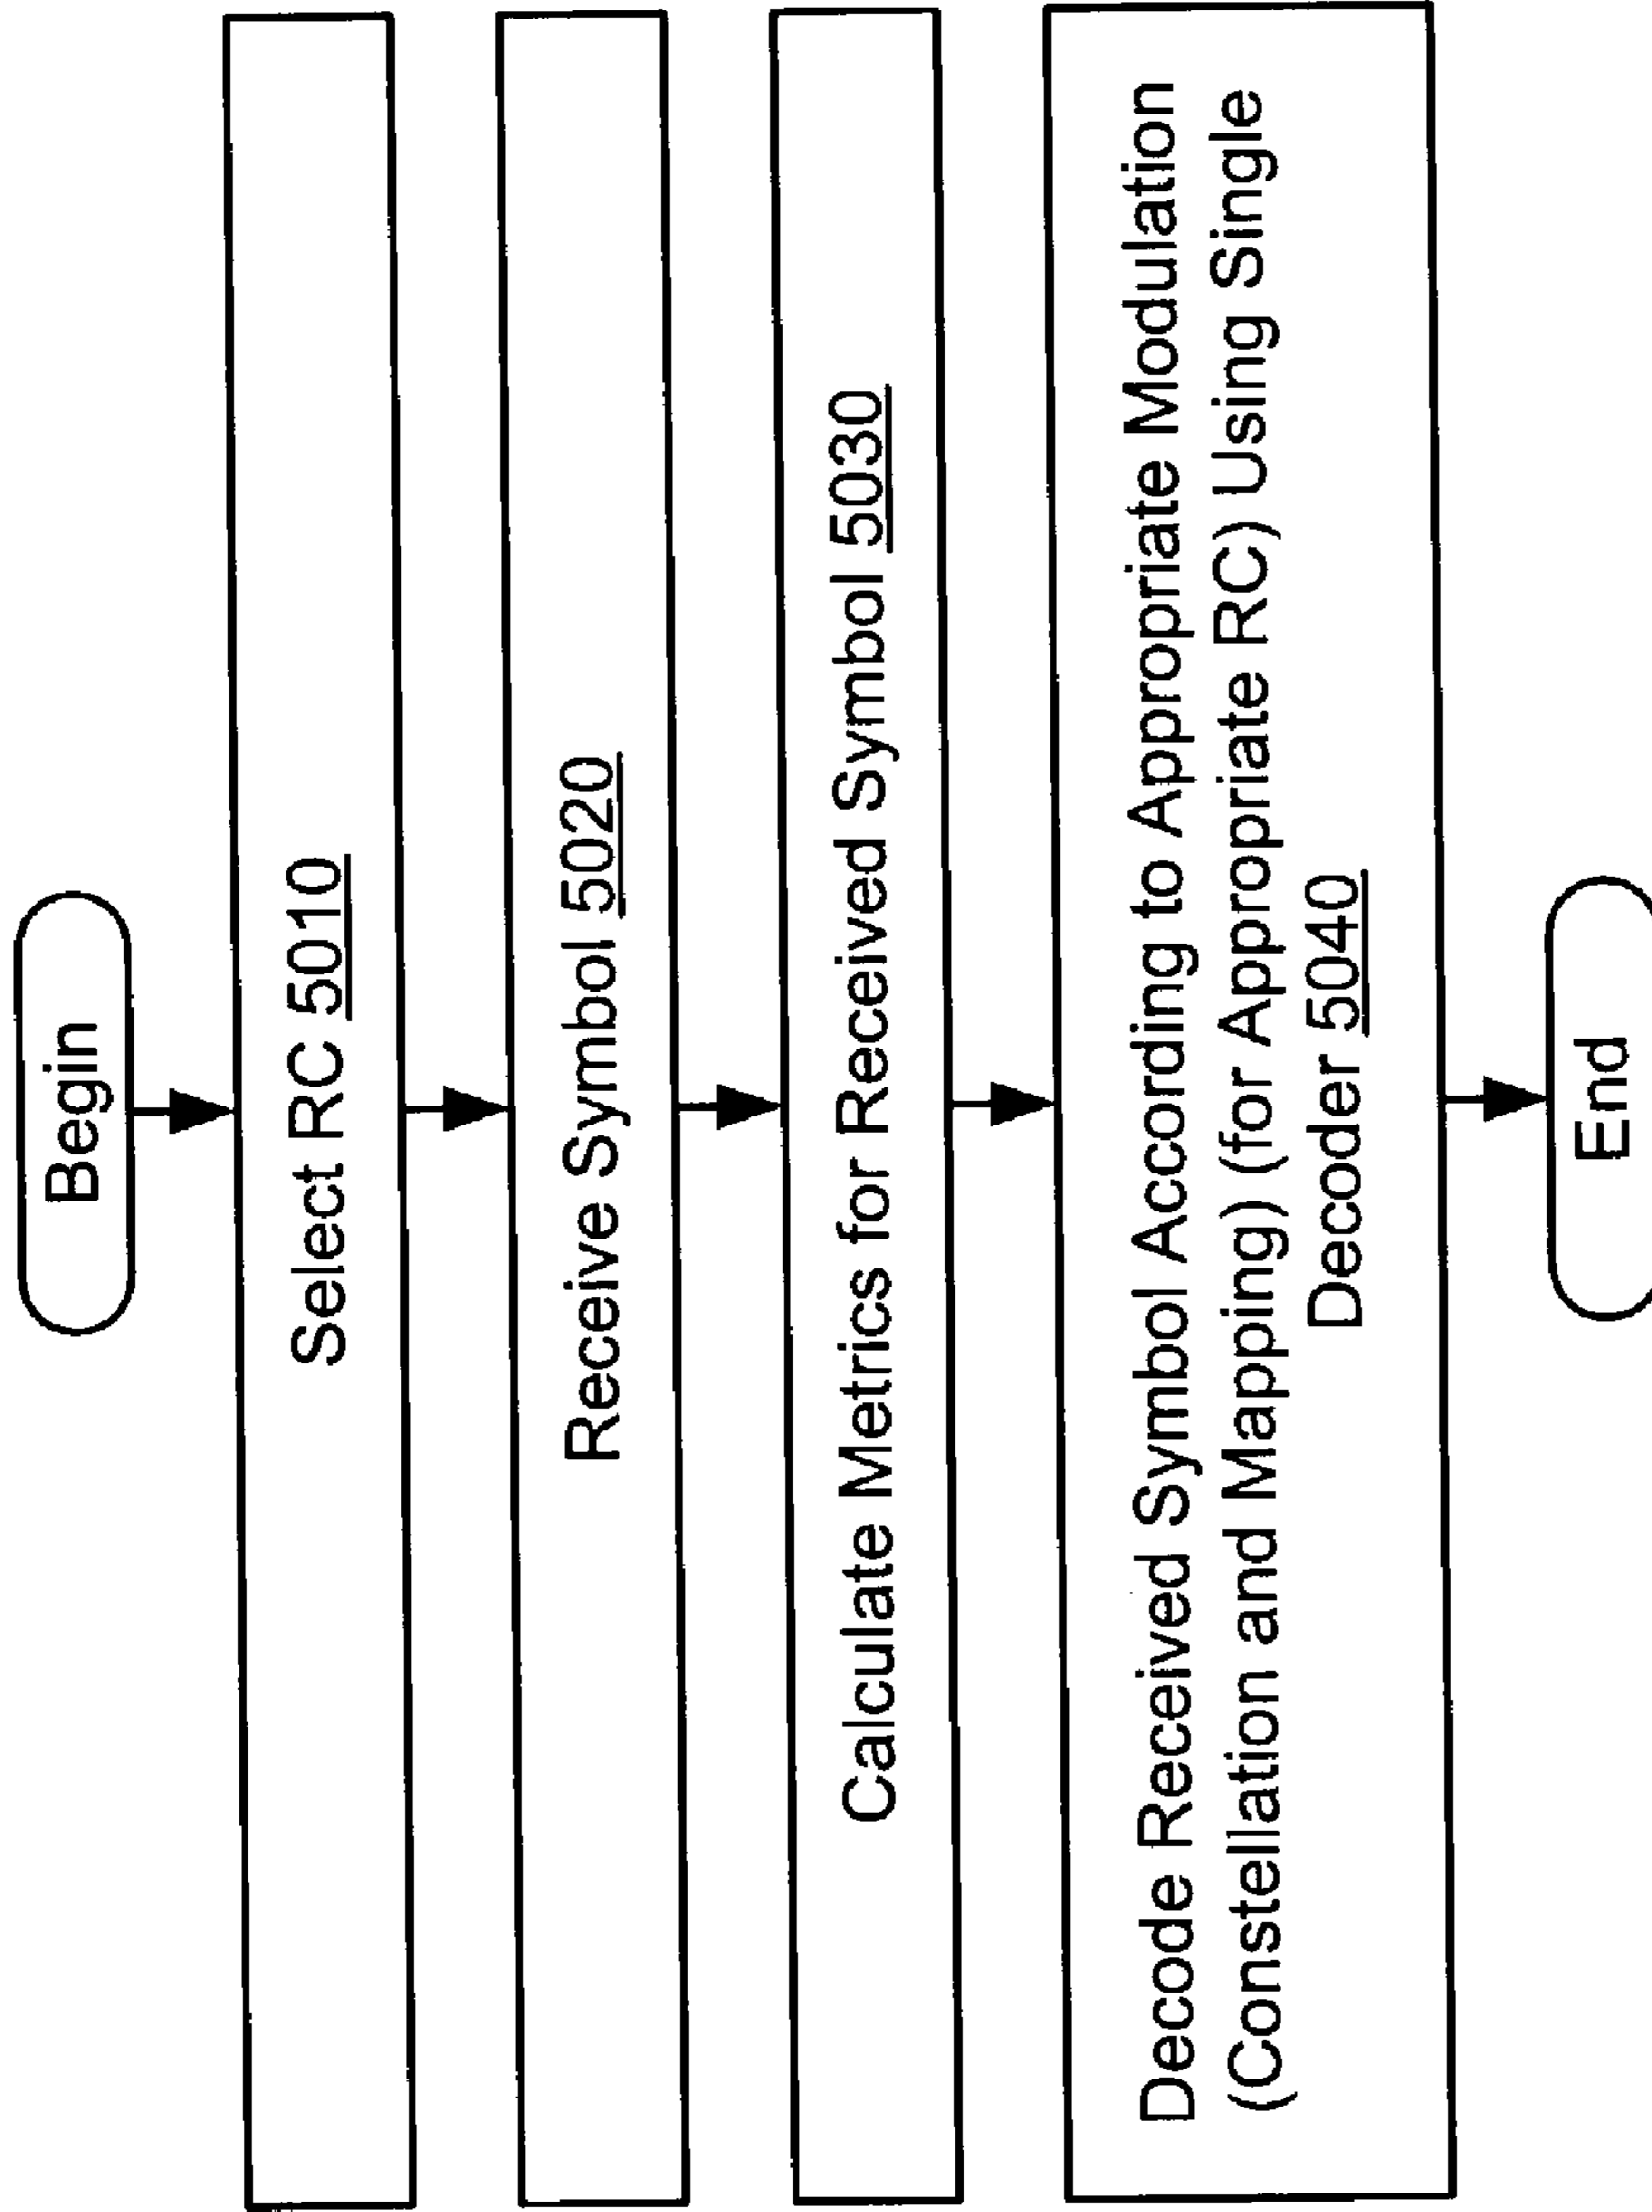 Begin
Select RC 5010
Receive Symbol 5020
Calculate Metrics for Received Symbol 5030
Decode Received Symbol According to Appropriate Modulation
(Constellation and Mapping) (for Appropriate RC) Using Single
Decoder 5040
End